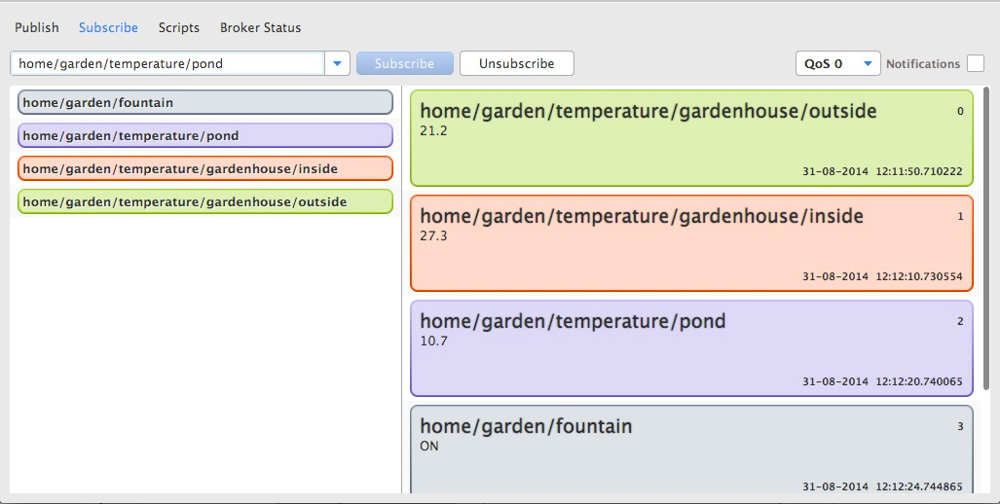 Publish Subscribe Scripts Broker Status
home/garden/temperature/pond Subscribe Unsubscribe QoS 0 Notifications
home/garden/fountain
home/garden/temperature/pond
home/garden/temperature/gardenhouse/inside
home/garden/temperature/gardenhouse/outside
home/garden/temperature/gardenhouse/outside 0
21.2
31-08-2014 12:11:50.710222
home/garden/temperature/gardenhouse/inside 1
27.3
31-08-2014 12:12:10.730554
home/garden/temperature/pond 2
10.7
31-08-2014 12:12:20.740065
home/garden/fountain 3
ON
31-08-2014 12:12:24.744865